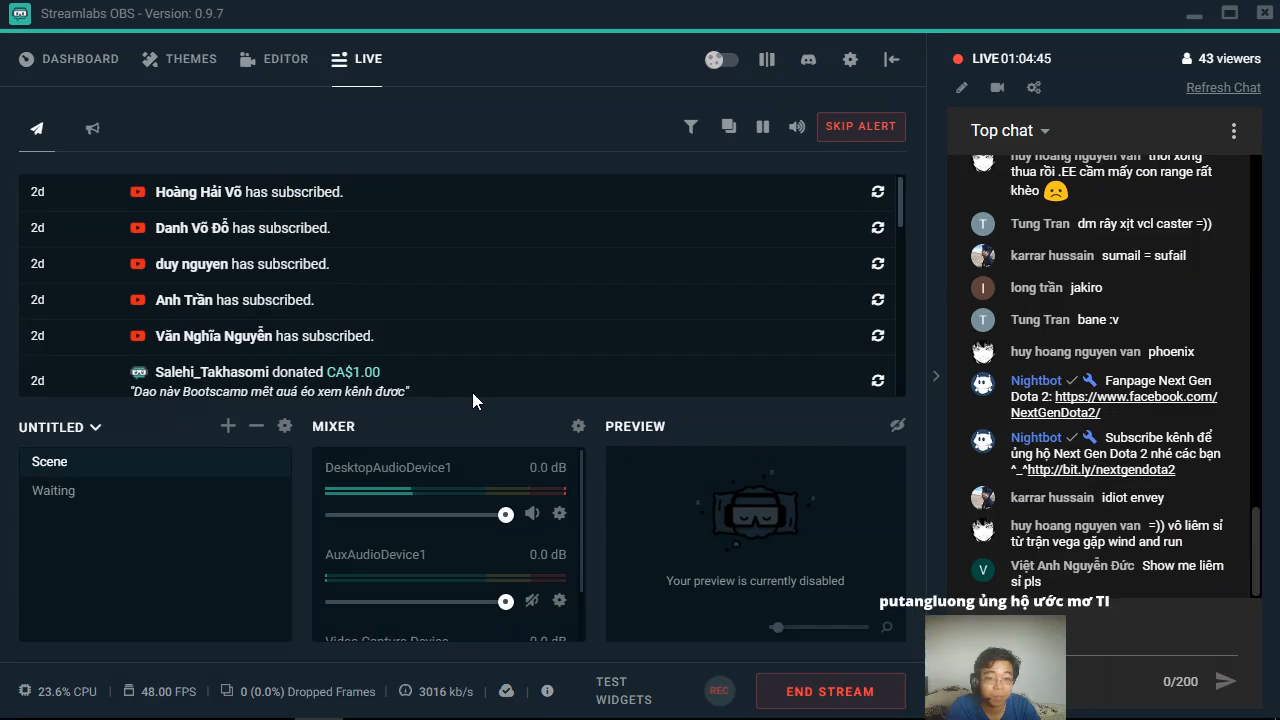 Streamlabs OBS - Version: 0.9.7
DASHBOARD
THEMES
EDITOR
LIVE
SKIP ALERT
2d Hoàng Hải Võ has subscribed.
2d Danh Võ Đỗ has subscribed.
2d duy nguyen has subscribed.
2d Anh Trần has subscribed.
2d Văn Nghĩa Nguyễn has subscribed.
2d Salehi_Takhasomi donated CA$1.00
"Dạo này Bootscamp mệt quá éo xem kênh được"
UNTITLED
Scene
Waiting
MIXER
DesktopAudioDevice1 0.0 dB
AuxAudioDevice1 0.0 dB
Video Capture Device 0.0 dB
PREVIEW
Your preview is currently disabled
23.6% CPU
48.00 FPS
0 (0.0%) Dropped Frames
3016 kb/s
TEST
WIDGETS
REC
END STREAM
LIVE 01:04:45
43 viewers
Refresh Chat
Top chat
huy hoang nguyen van thôi xong
thua rồi .EE cầm mấy con range rất
khèo
T Tung Tran dm rây xịt vcl caster =))
karrar hussain sumail = sufail
l long trần jakiro
T Tung Tran bane :v
huy hoang nguyen van phoenix
Nightbot Fanpage Next Gen
Dota 2: https://www.facebook.com/
NextGenDota2/
Nightbot Subscribe kênh để
ủng hộ Next Gen Dota 2 nhé các bạn
^_^http://bit.ly/nextgendota2
karrar hussain idiot envey
huy hoang nguyen van =)) vô liêm sỉ
từ trận vega gặp wind and run
V Việt Anh Nguyễn Đức Show me liêm
sỉ pls
putangluong ủng hộ ước mơ TI
0/200